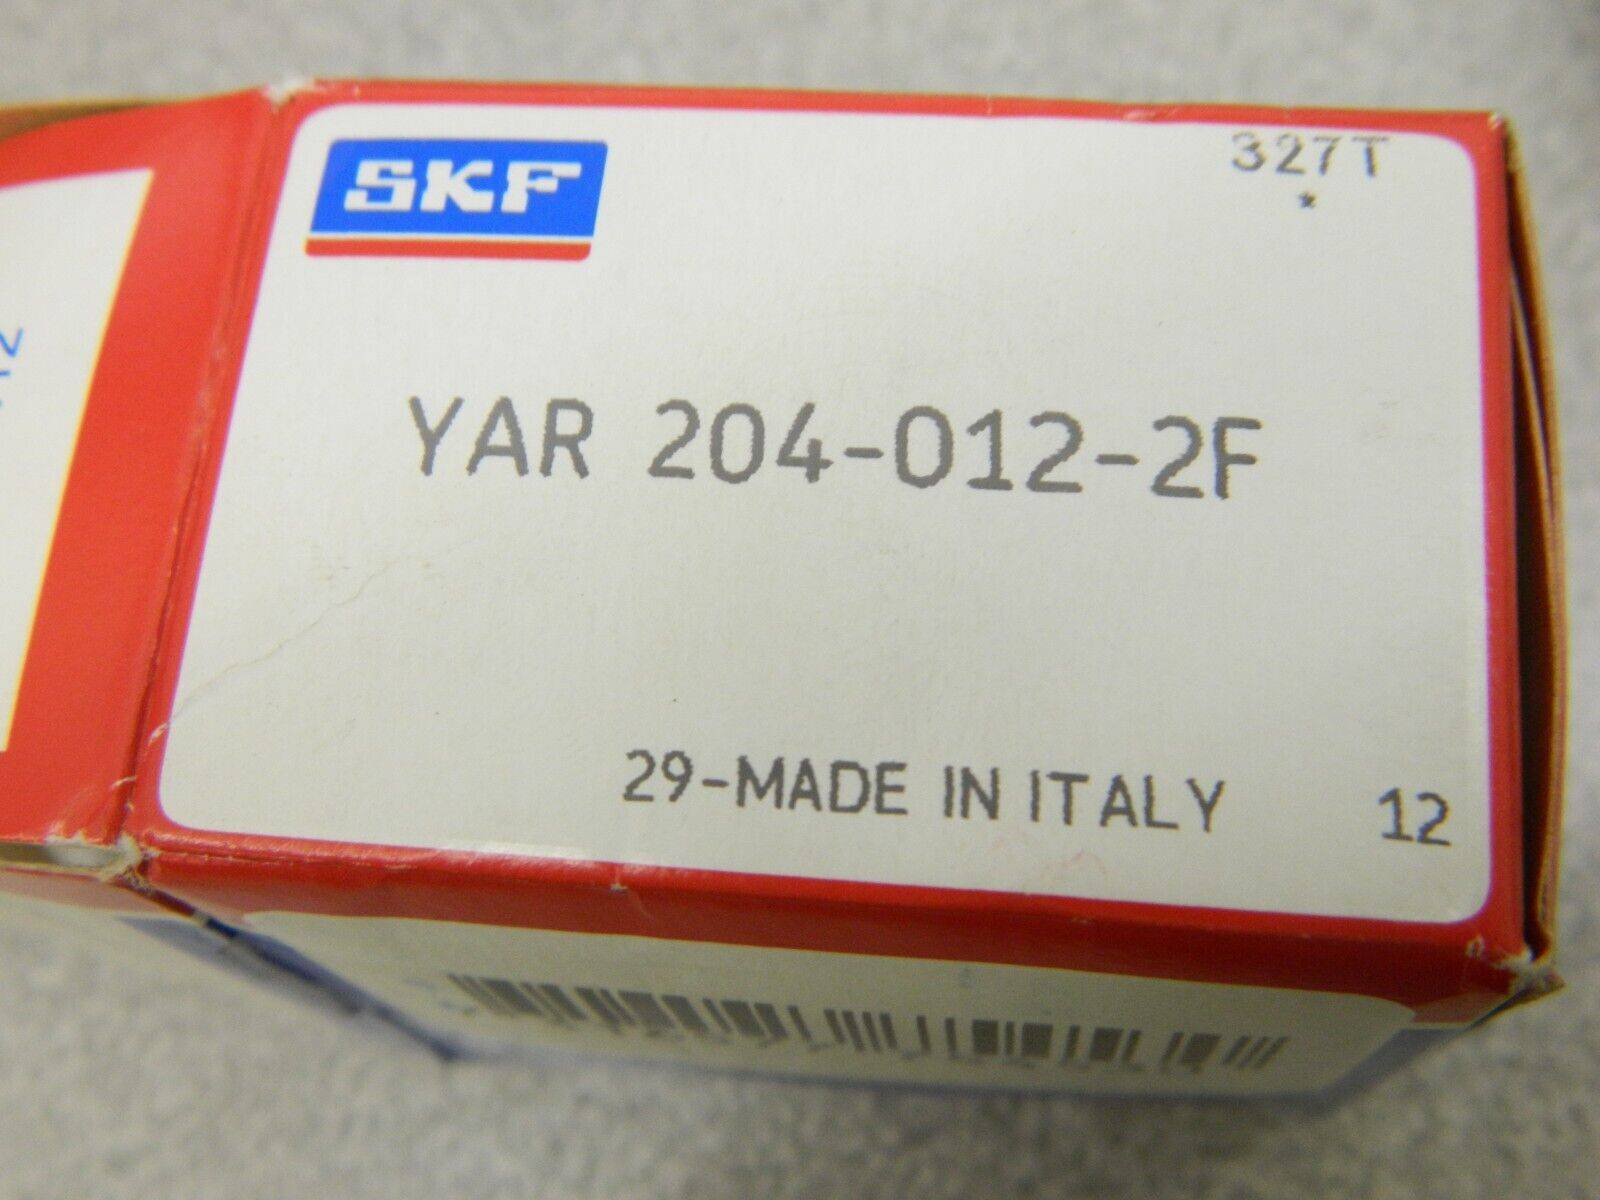 SKF
327T
*
YAR 204-012-2F
29-MADE IN ITALY 12